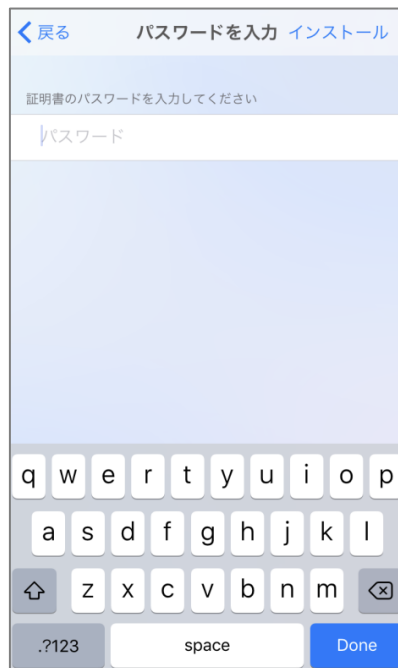 戻る パスワードを入力 インストール
証明書のパスワードを入力してください
パスワード
q w e r t y u i o p
a s d f g h j k l
z x c v b n m
.?123 space Done